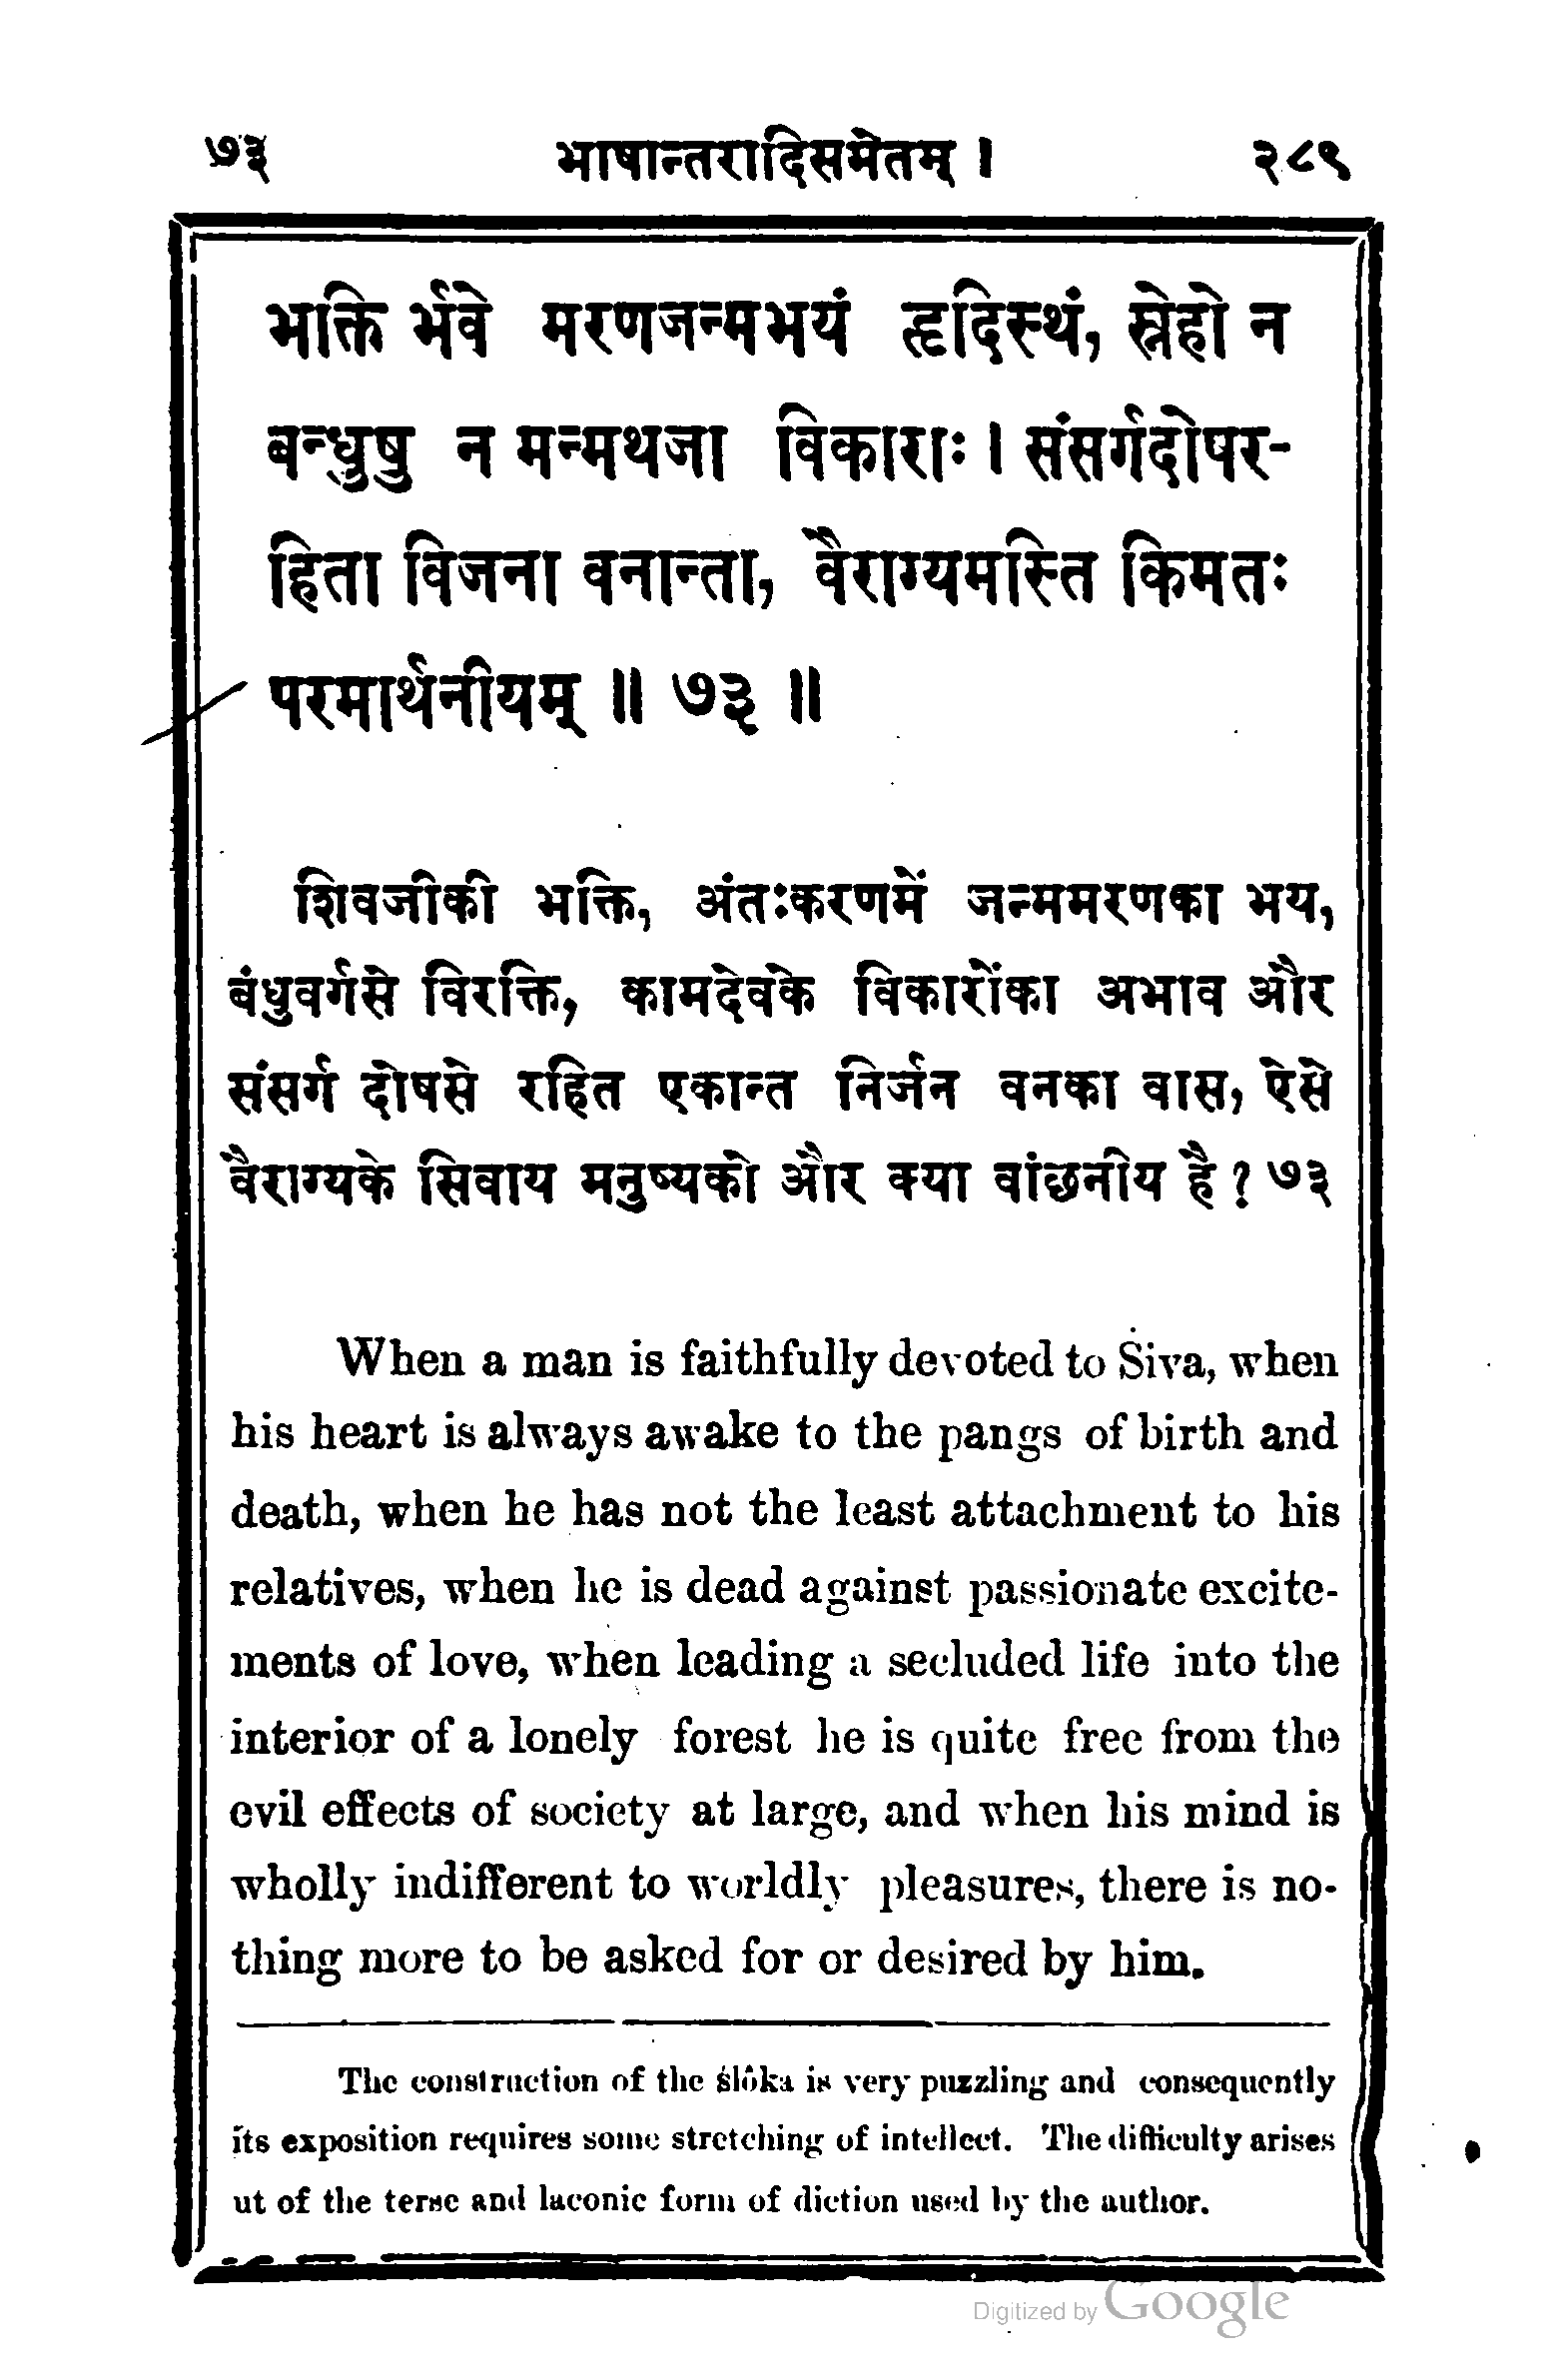 ७३ भाषान्तरादिसमेतम् । २८९
भक्ति र्भवे मरणजन्मभयं हृदिस्थं, स्नेहो न
बन्धुषु न मन्मथजा विकाराः । संसर्गदोषर-
हिता विजना वनान्ता, वैराग्यमस्ति किमतः
परमार्थनीयम् ॥ ७३ ॥
शिवजीकी भक्ति, अंतःकरणमें जन्ममरणका भय,
बंधुवर्गसे विरक्ति, कामदेवके विकारोंका अभाव और
संसर्ग दोषसे रहित एकान्त निर्जन वनका वास, ऐसे
वैराग्यके सिवाय मनुष्यको और क्या वांछनीय है ? ७३
When a man is faithfully devoted to Śiva, when
his heart is always awake to the pangs of birth and
death, when he has not the least attachment to his
relatives, when he is dead against passionate excite-
ments of love, when leading a secluded life into the
interior of a lonely forest he is quite free from the
evil effects of society at large, and when his mind is
wholly indifferent to worldly pleasures, there is no-
thing more to be asked for or desired by him.
The construction of the ślôka is very puzzling and consequently
its exposition requires some stretching of intellect. The difficulty arises
ut of the terse and laconic form of diction used by the author.
Digitized by Google